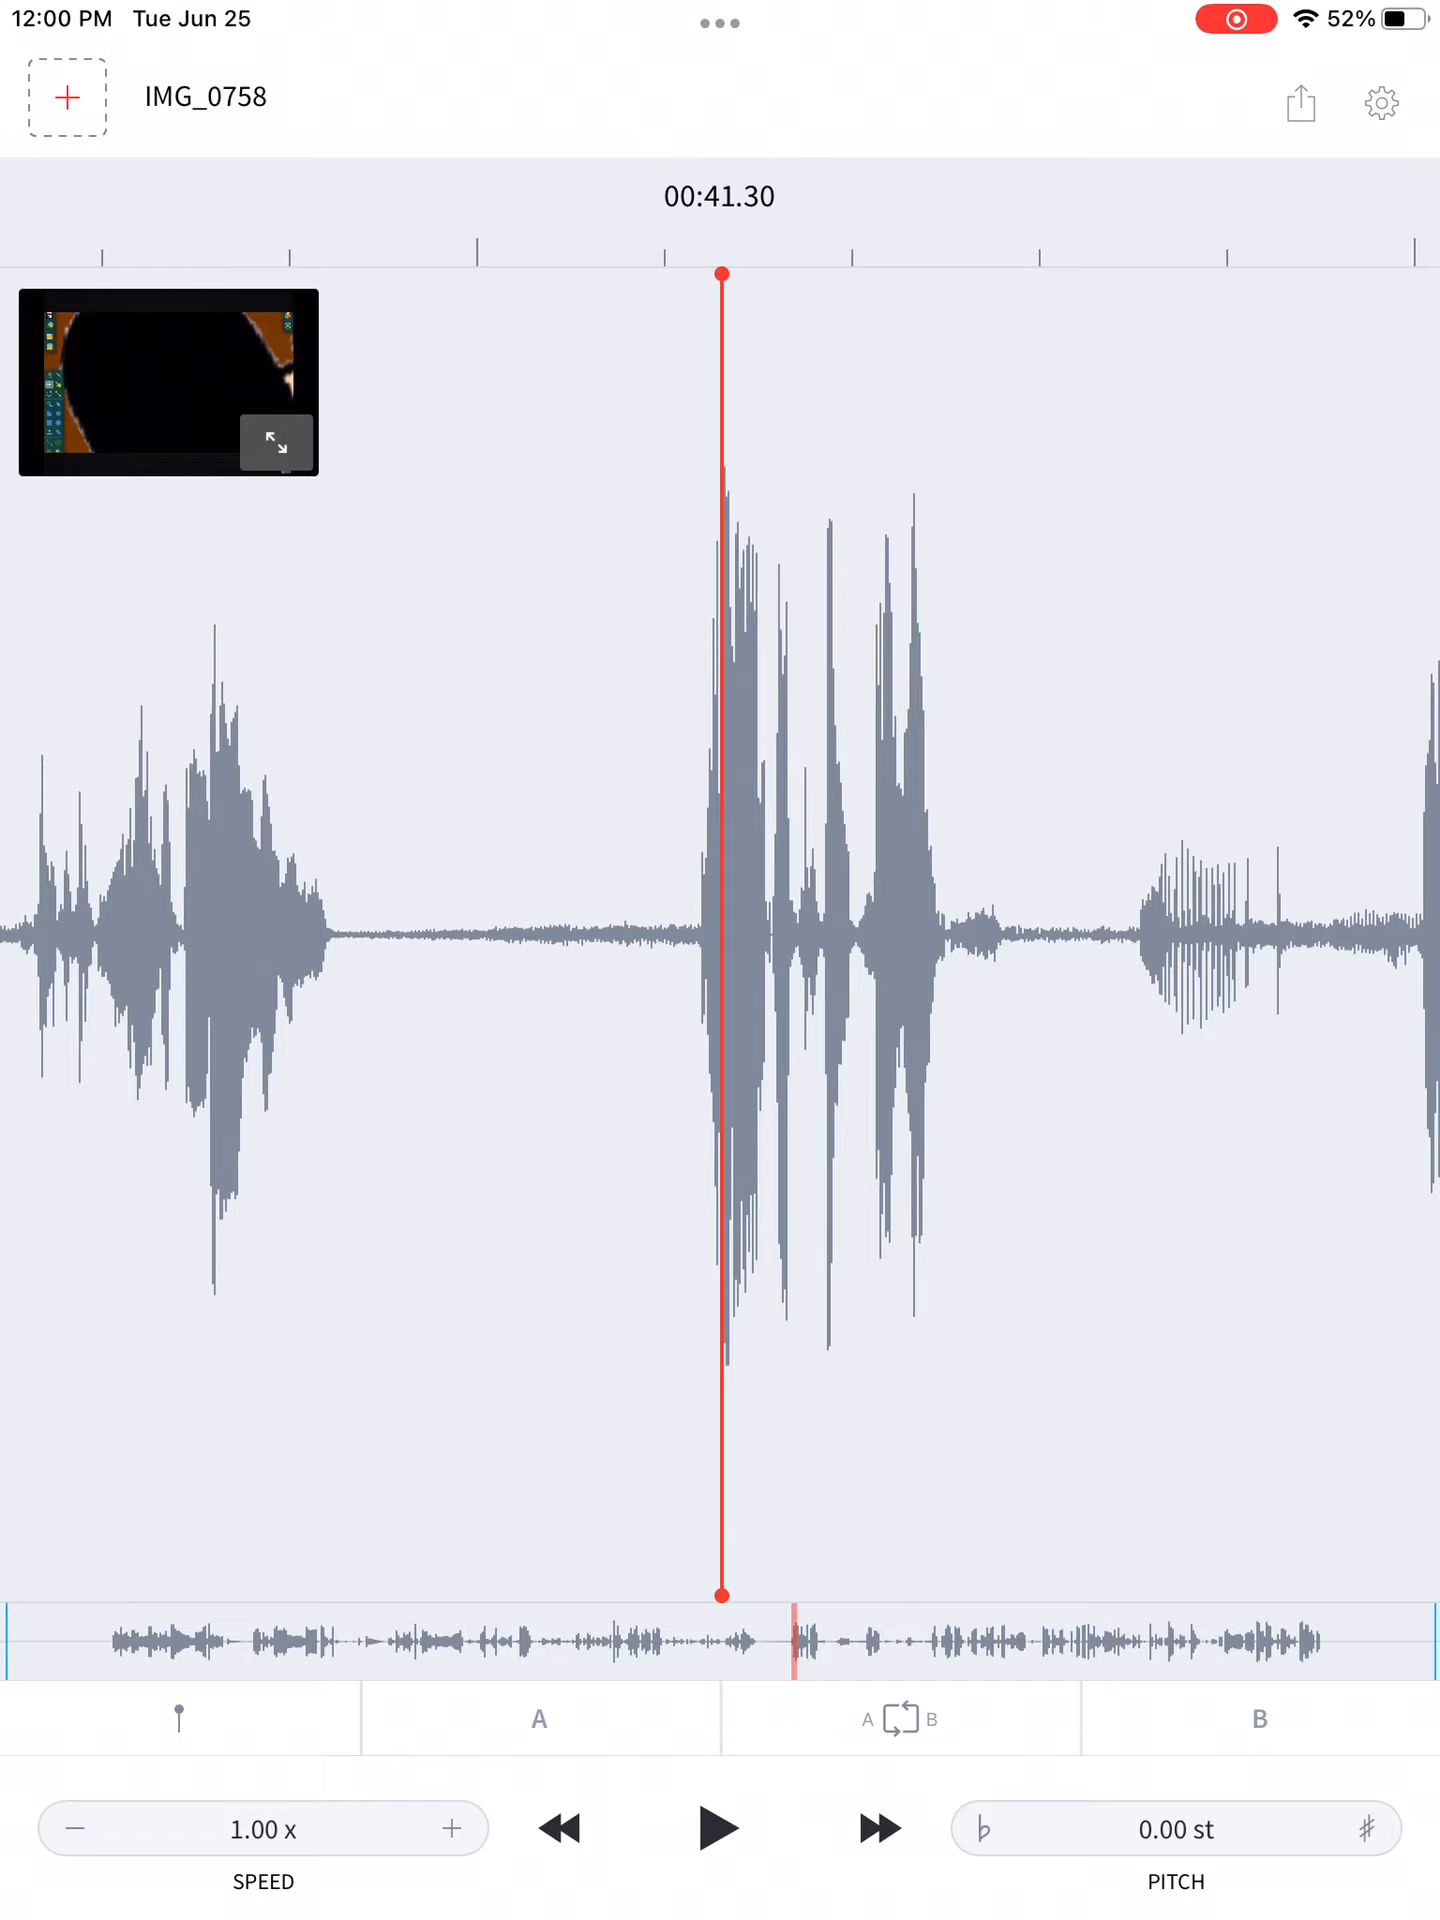 12:00 PM Tue Jun 25 52%
IMG_0758
00:41.30
A A B B
1.00 x 0.00 st
SPEED PITCH